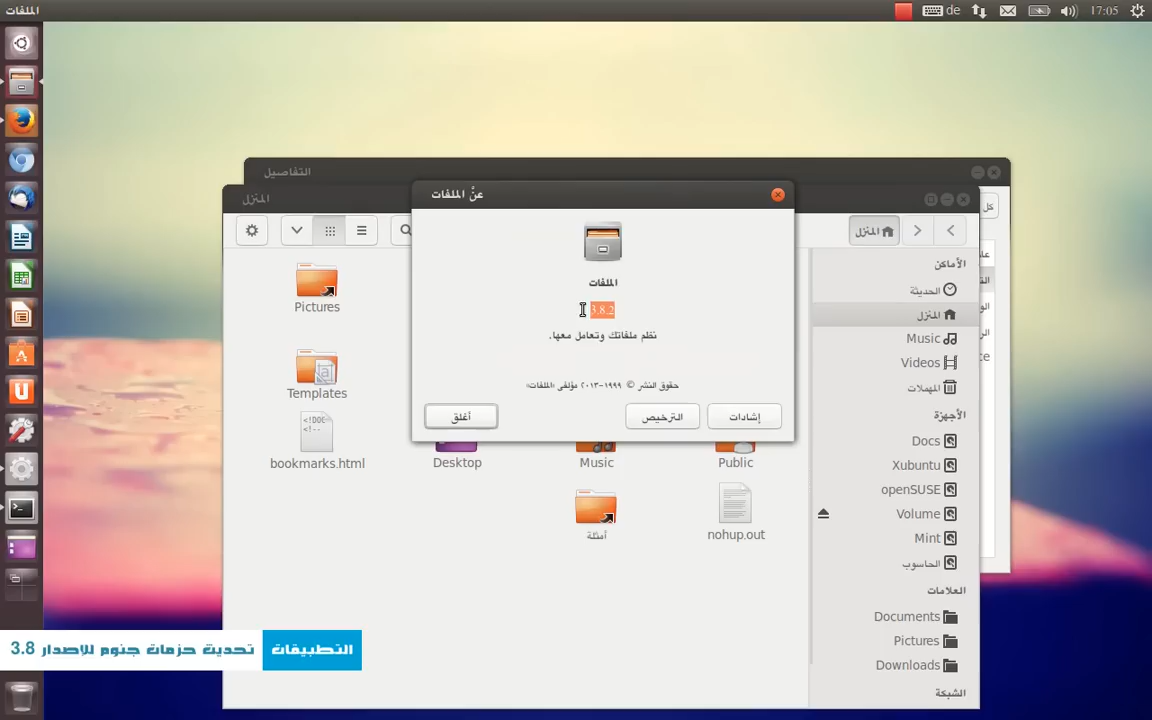 الملفات
de
17:05
التفاصيل
المنزل
عنْ الملفات
كل
المنزل
الملفات
3.8.2
نظم ملفاتك وتعامل معها.
حقوق النشر © ١٩٩٩-٢٠١٣ مؤلفي «الملفات»
إشادات
الترخيص
أغلق
Pictures
Templates
bookmarks.html
Desktop
Music
Public
أمثلة
nohup.out
الأماكن
الحديثة
المنزل
Music
Videos
المهملات
الأجهزة
Docs
Xubuntu
openSUSE
Volume
Mint
الحاسوب
العلامات
Documents
Pictures
Downloads
الشبكة
التطبيقات
تحديث حزمات جنوم للإصدار 3.8